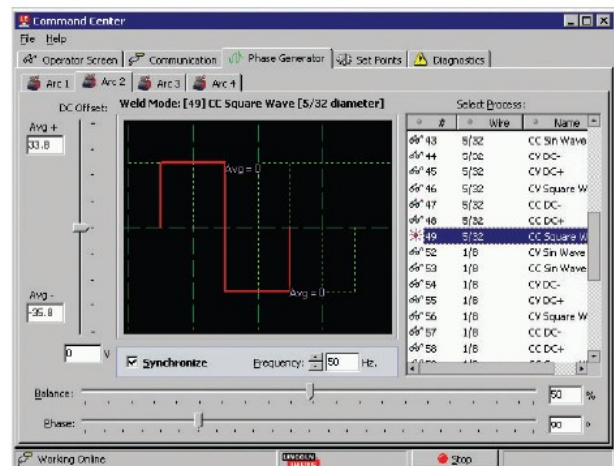 Command Center
File Help
Operator Screen Communication Phase Generator Set Points Diagnostics
Arc 1 Arc 2 Arc 3 Arc 4
DC Offset: Weld Mode: [49] CC Square Wave [5/32 diameter] Select Process:
Avg +
33.8
# Wire Name
43 5/32 CC Sin Wave
44 5/32 CV DC-
45 5/32 CV DC+
46 5/32 CV Square W
47 5/32 CC DC-
48 5/32 CC DC+
49 5/32 CC Square W
52 1/8 CV Sin Wave
53 1/8 CC Sin Wave
54 1/8 CV DC-
55 1/8 CV DC+
56 1/8 CV Square W
57 1/8 CC DC-
58 1/8 CC DC+
Avg = 0
Avg = 0
Avg -
-35.8
0 V
Synchronize Frequency: 50 Hz.
Balance: 50 %
Phase: 90 °
Working Online LINCOLN Stop